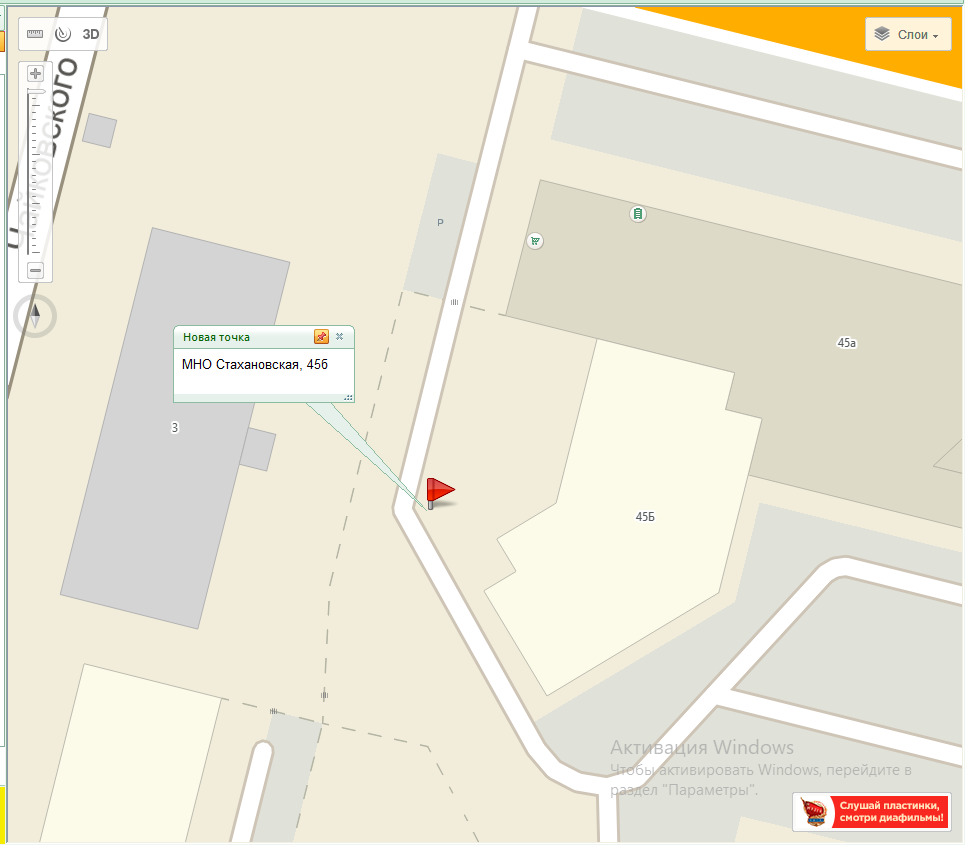 3D
Слои
Чайковского
P
Новая точка
МНО Стахановская, 45б
45а
3
45Б
Активация Windows
Чтобы активировать Windows, перейдите в
раздел "Параметры".
Слушай пластинки,
смотри диафильмы!